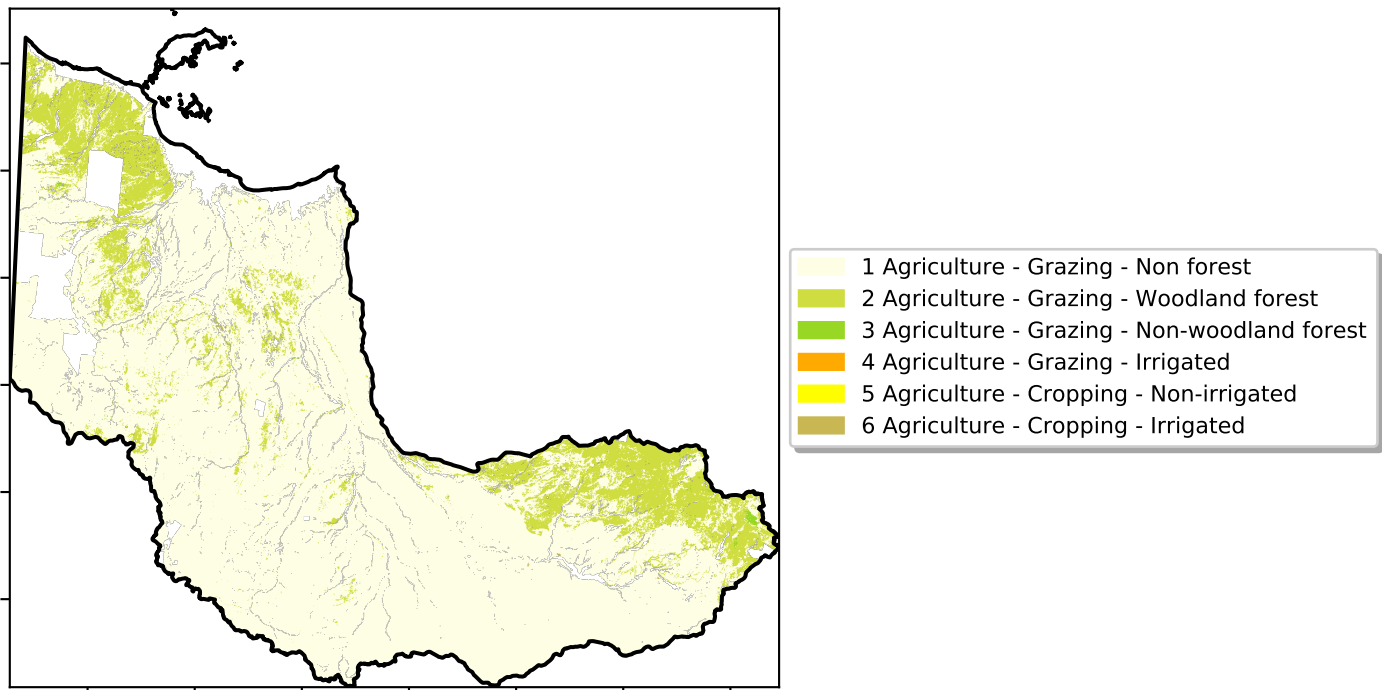 1 Agriculture - Grazing - Non forest
2 Agriculture - Grazing - Woodland forest
3 Agriculture - Grazing - Non-woodland forest
4 Agriculture - Grazing - Irrigated
5 Agriculture - Cropping - Non-irrigated
6 Agriculture - Cropping - Irrigated